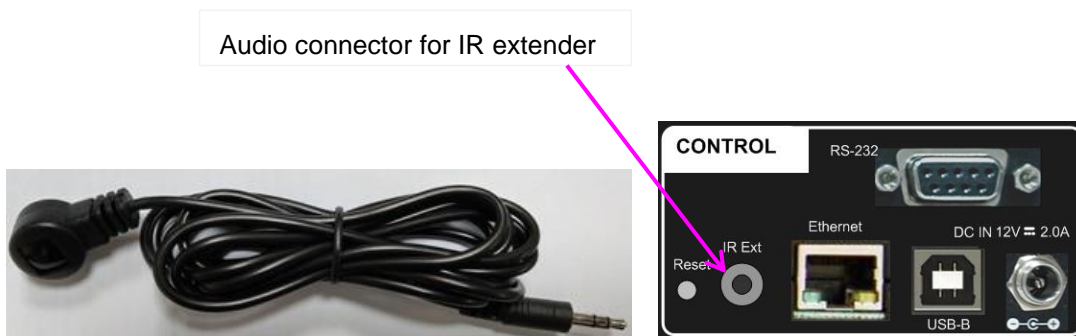 Audio connector for IR extender
CONTROL
RS-232
Ethernet
DC IN 12V ⎓ 2.0A
IR Ext
Reset
USB-B